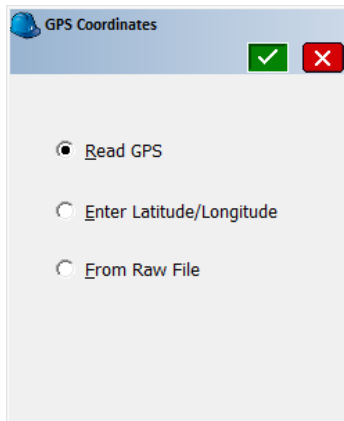 GPS Coordinates
Read GPS
Enter Latitude/Longitude
From Raw File